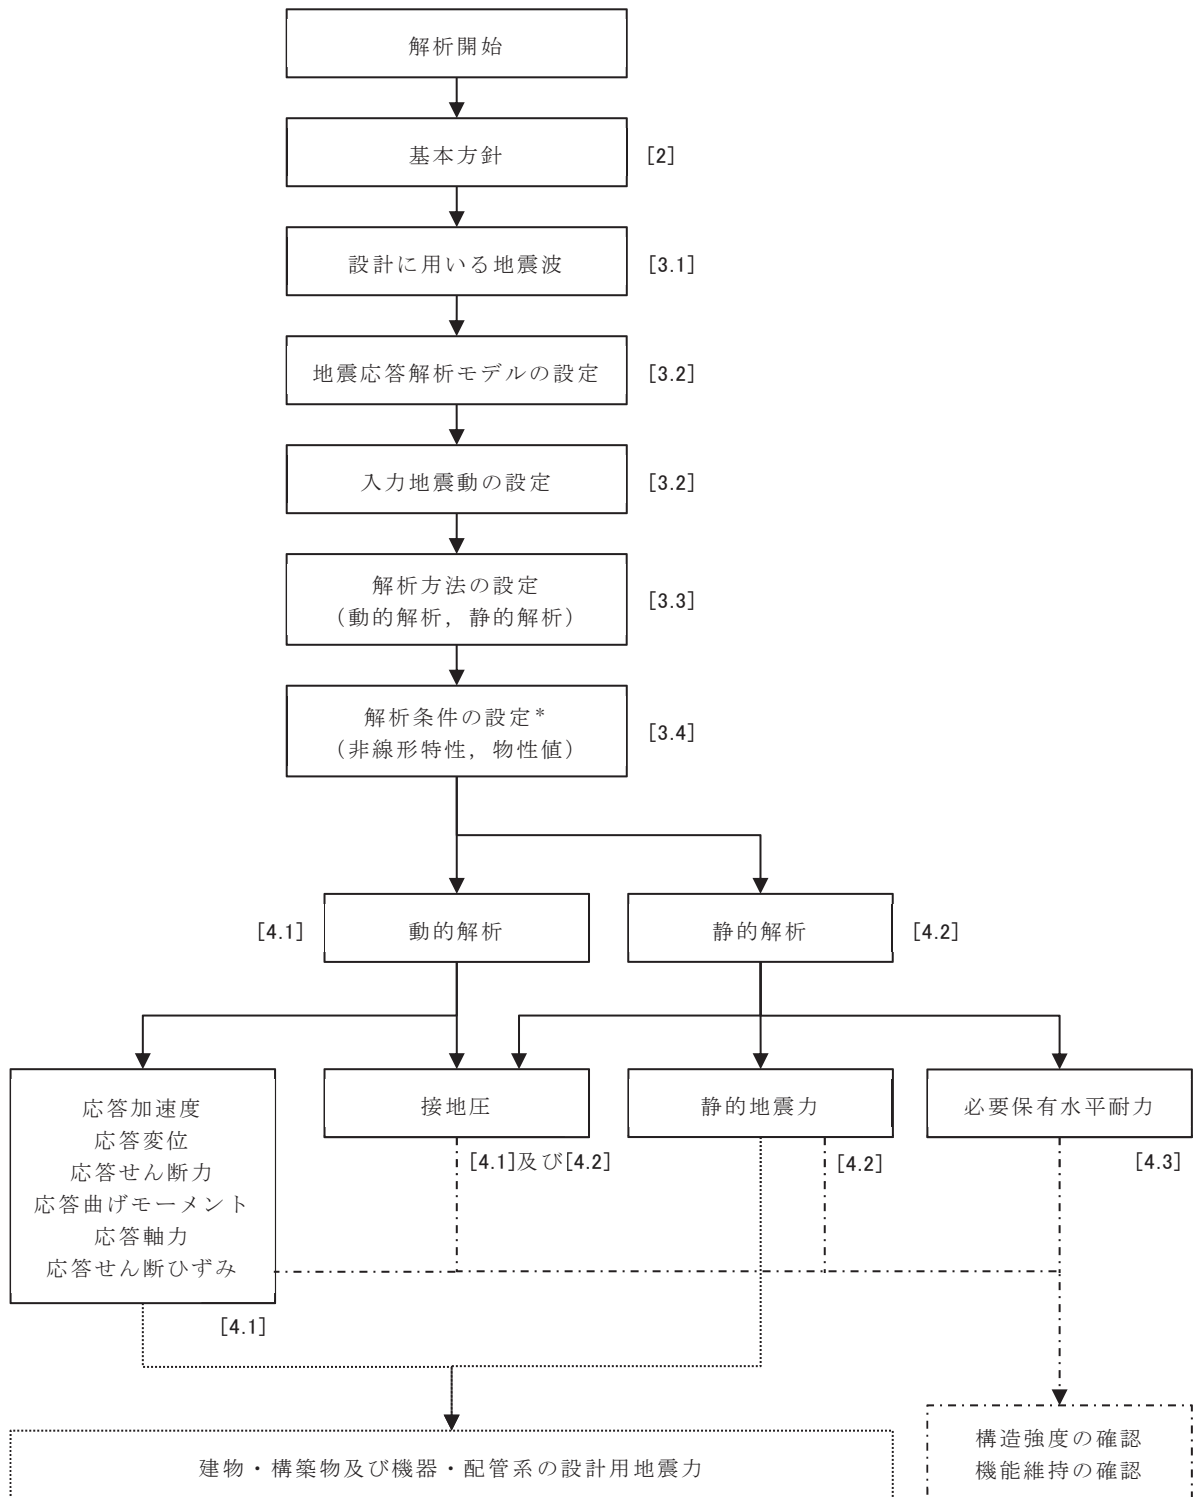 解析開始
基本方針
[2]
設計に用いる地震波
[3.1]
地震応答解析モデルの設定
[3.2]
入力地震動の設定
[3.2]
解析方法の設定
（動的解析，静的解析）
[3.3]
解析条件の設定*
（非線形特性，物性値）
[3.4]
[4.1]
動的解析
静的解析
[4.2]
応答加速度
応答変位
応答せん断力
応答曲げモーメント
応答軸力
応答せん断ひずみ
[4.1]
接地圧
[4.1]及び[4.2]
静的地震力
[4.2]
必要保有水平耐力
[4.3]
建物・構築物及び機器・配管系の設計用地震力
構造強度の確認
機能維持の確認